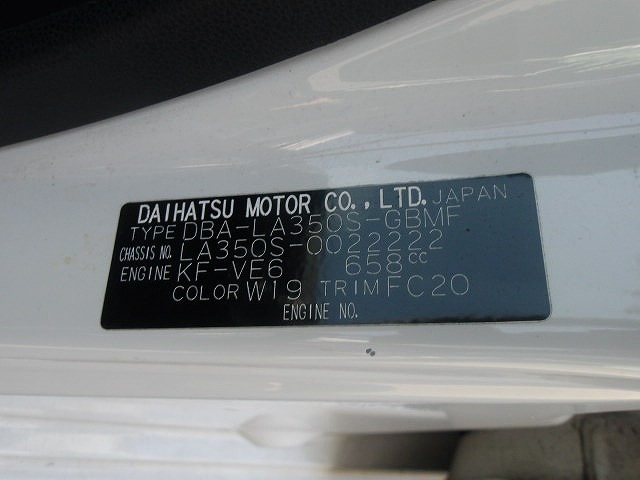 DAIHATSU MOTOR CO., LTD. JAPAN
TYPE DBA-LA350S-GBMF
CHASSIS NO. LA350S-0022222
ENGINE KF-VE6 658cc
COLOR W19 TRIM FC20
ENGINE NO.